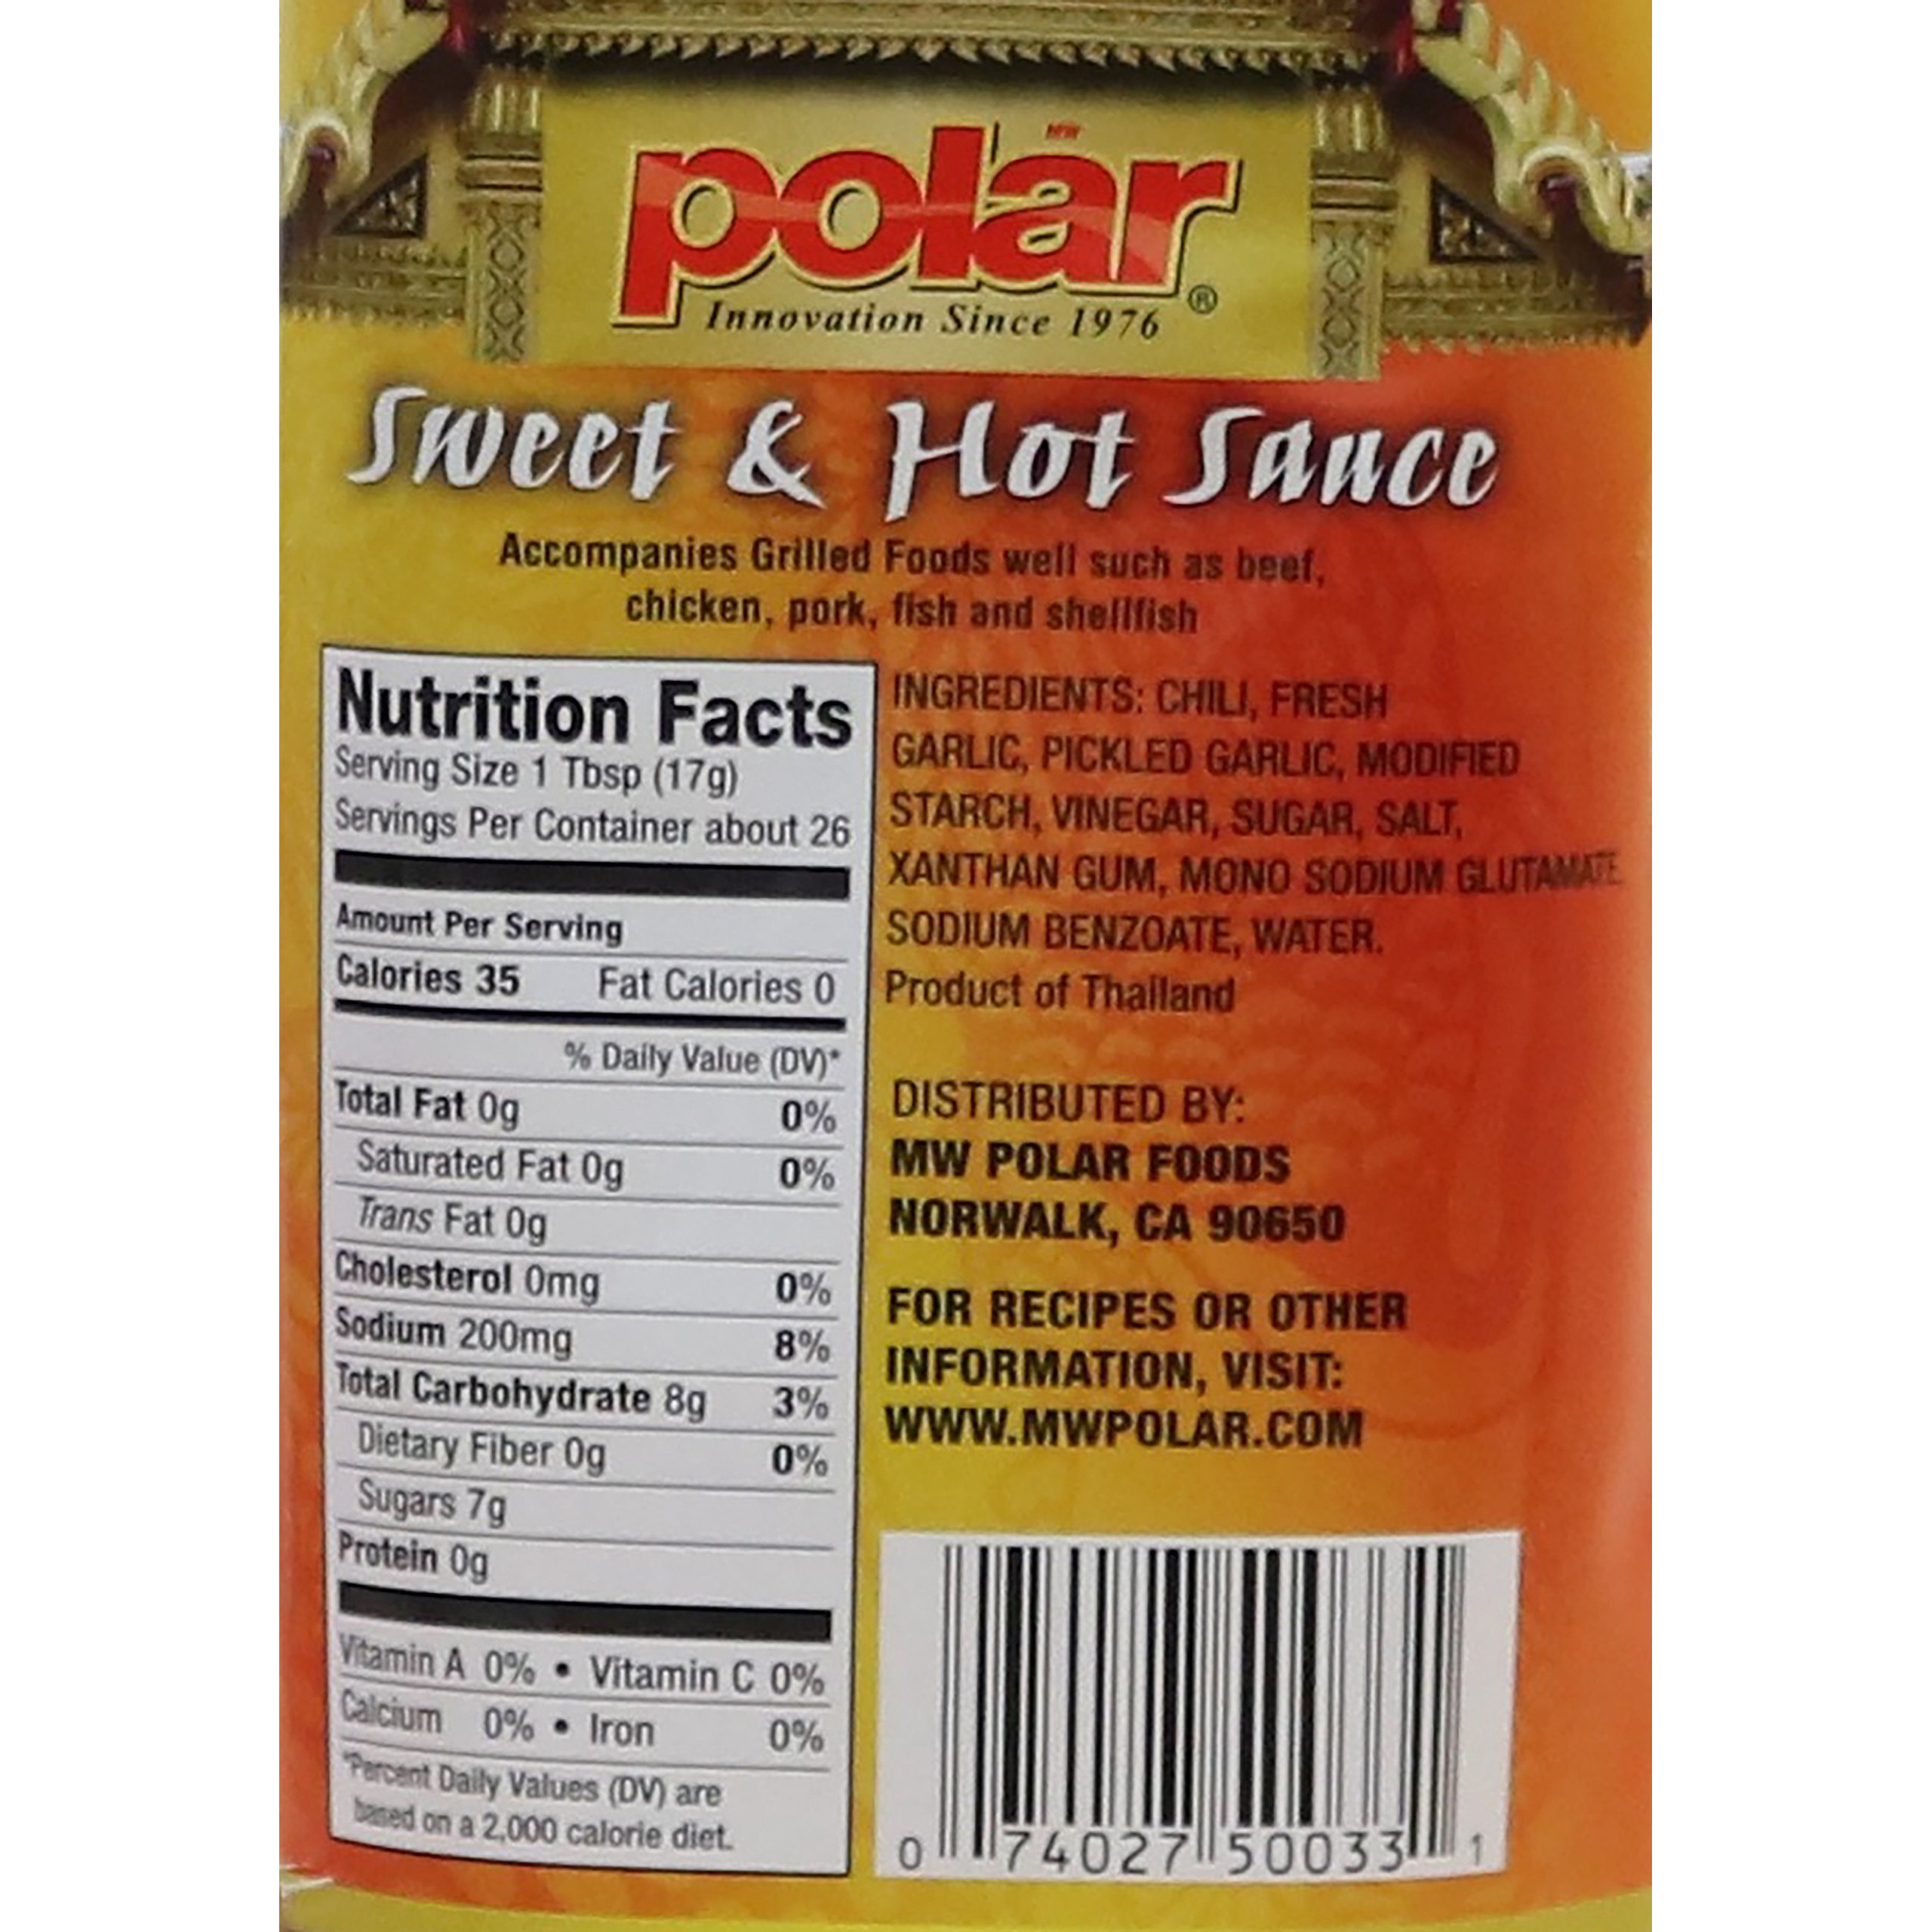 MW
polar®
Innovation Since 1976
Sweet & Hot Sauce
Accompanies Grilled Foods well such as beef,
chicken, pork, fish and shellfish
Nutrition Facts
Serving Size 1 Tbsp (17g)
Servings Per Container about 26
Amount Per Serving
Calories 35 Fat Calories 0
% Daily Value (DV)*
Total Fat 0g 0%
Saturated Fat 0g 0%
Trans Fat 0g
Cholesterol 0mg 0%
Sodium 200mg 8%
Total Carbohydrate 8g 3%
Dietary Fiber 0g 0%
Sugars 7g
Protein 0g
Vitamin A 0% • Vitamin C 0%
Calcium 0% • Iron 0%
*Percent Daily Values (DV) are
based on a 2,000 calorie diet.
INGREDIENTS: CHILI, FRESH
GARLIC, PICKLED GARLIC, MODIFIED
STARCH, VINEGAR, SUGAR, SALT,
XANTHAN GUM, MONO SODIUM GLUTAMATE
SODIUM BENZOATE, WATER.
Product of Thailand
DISTRIBUTED BY:
MW POLAR FOODS
NORWALK, CA 90650
FOR RECIPES OR OTHER
INFORMATION, VISIT:
WWW.MWPOLAR.COM
0 74027 50033 1